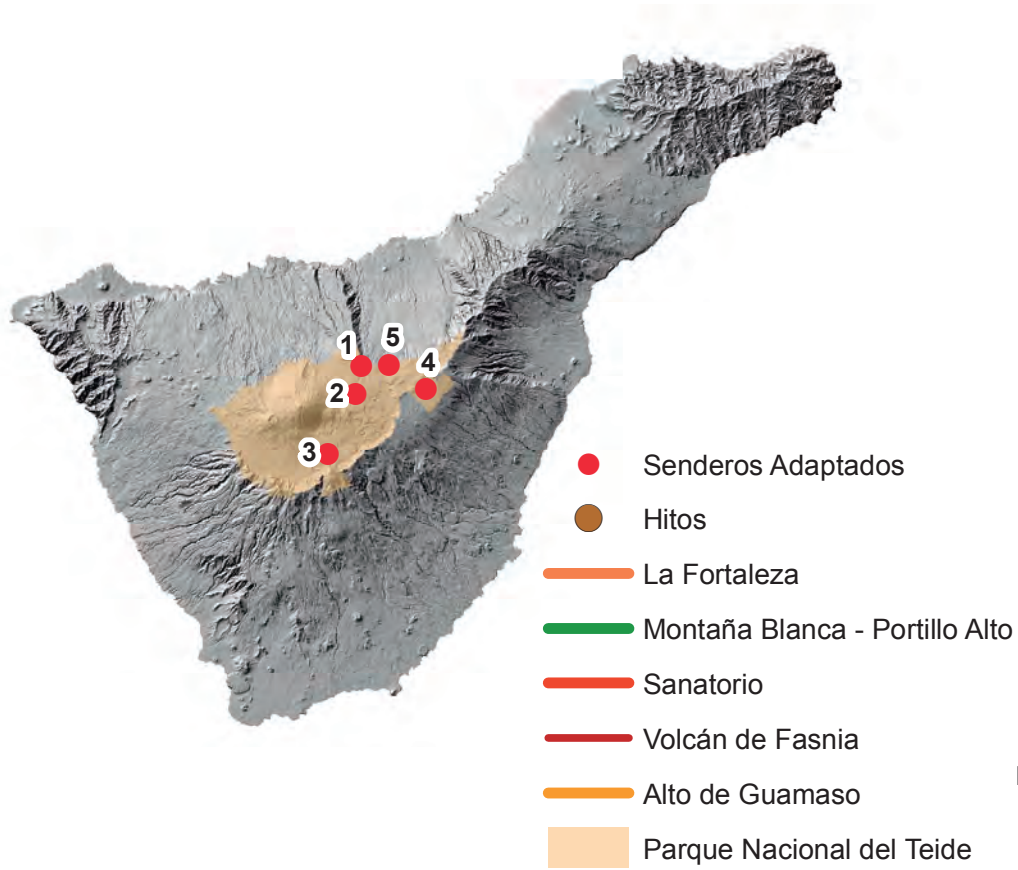 1
5
4
2
3
Senderos Adaptados
Hitos
La Fortaleza
Montaña Blanca - Portillo Alto
Sanatorio
Volcán de Fasnia
Alto de Guamaso
Parque Nacional del Teide